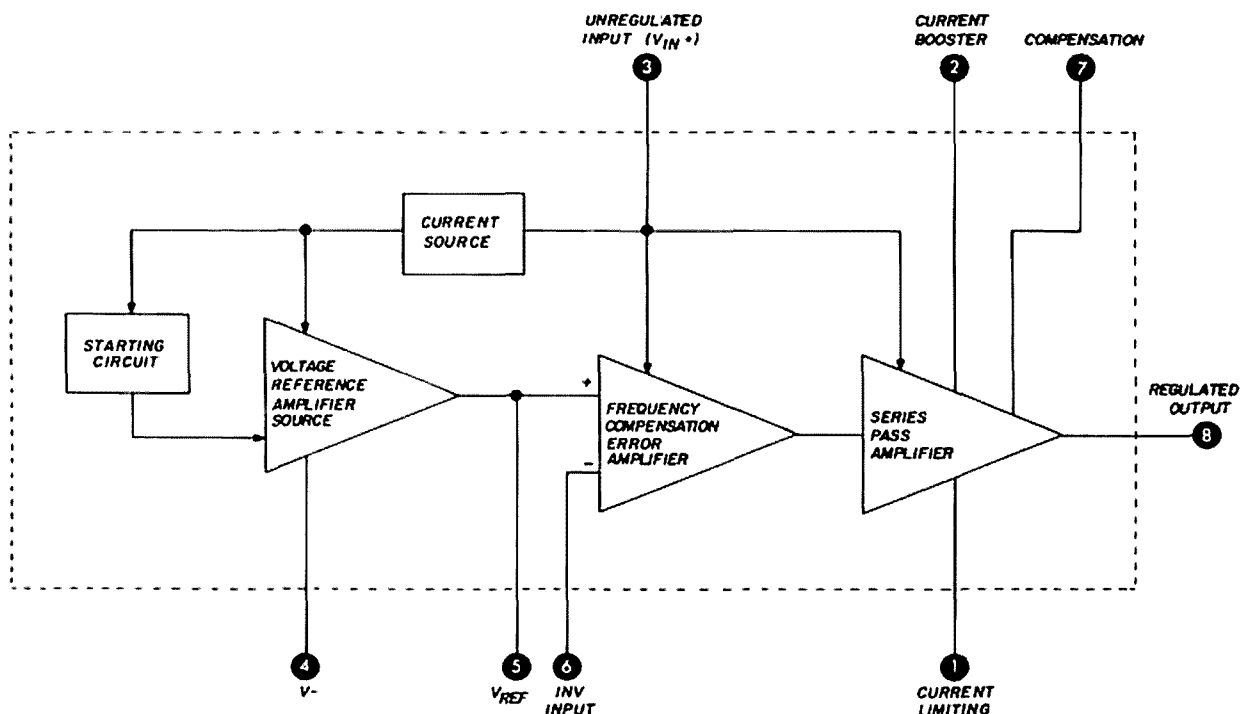 UNREGULATED
INPUT (VIN +)
3
CURRENT
BOOSTER
2
COMPENSATION
7
CURRENT
SOURCE
STARTING
CIRCUIT
VOLTAGE
REFERENCE
AMPLIFIER
SOURCE
+
-
FREQUENCY
COMPENSATION
ERROR
AMPLIFIER
SERIES
PASS
AMPLIFIER
REGULATED
OUTPUT
8
4
V-
5
VREF
6
INV
INPUT
1
CURRENT
LIMITING